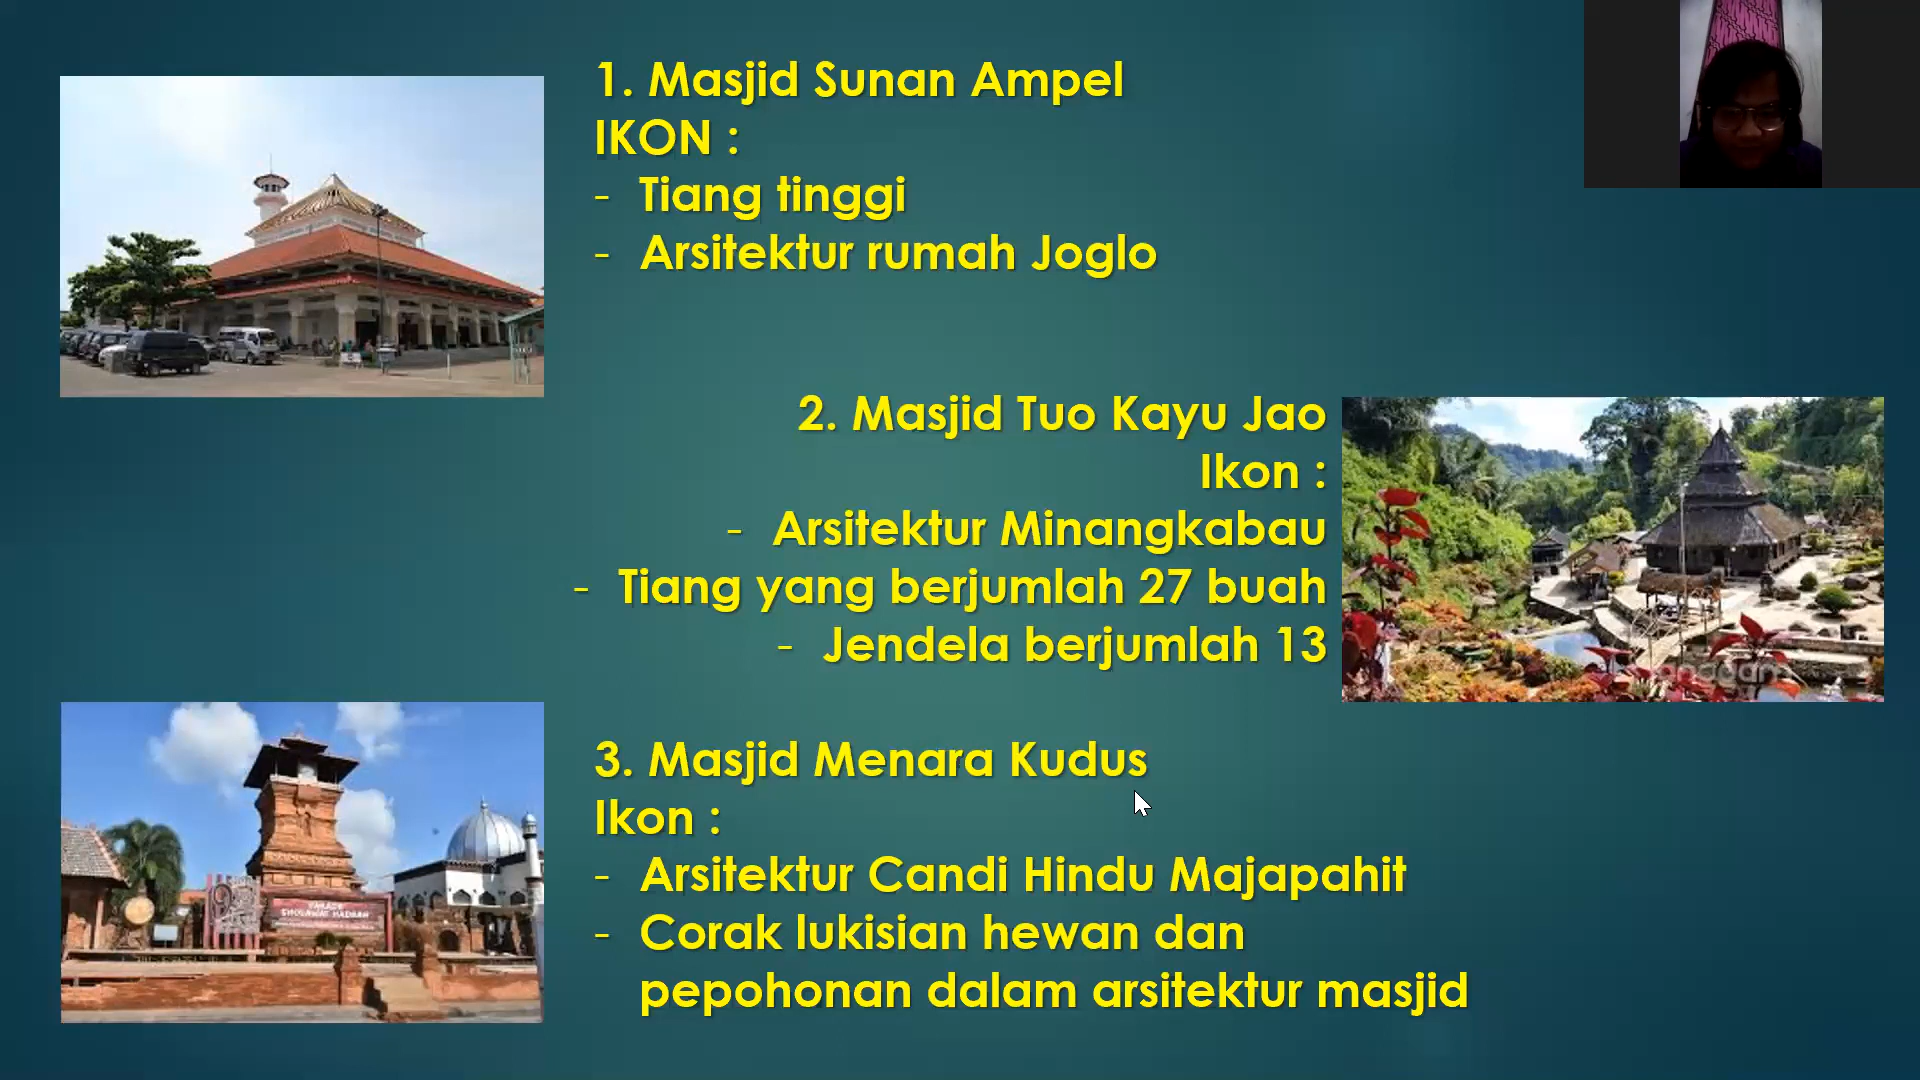 1. Masjid Sunan Ampel
IKON :
- Tiang tinggi
- Arsitektur rumah Joglo
2. Masjid Tuo Kayu Jao
Ikon :
- Arsitektur Minangkabau
- Tiang yang berjumlah 27 buah
- Jendela berjumlah 13
3. Masjid Menara Kudus
Ikon :
- Arsitektur Candi Hindu Majapahit
- Corak lukisian hewan dan
pepohonan dalam arsitektur masjid